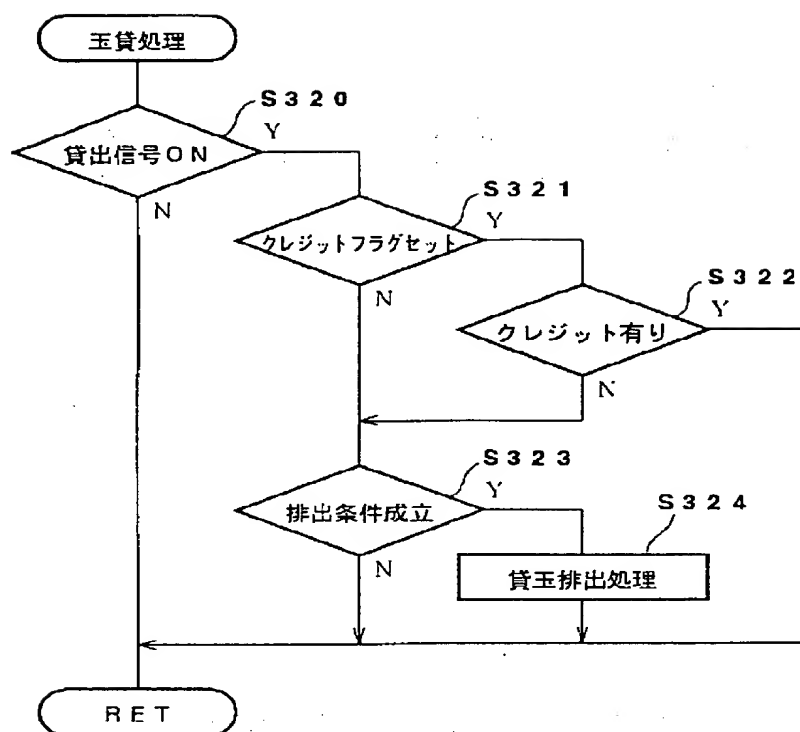 玉貸処理
S320
貸出信号ON
Y
N
S321
クレジットフラグセット
Y
N
S322
クレジット有り
Y
N
S323
排出条件成立
Y
N
S324
貸玉排出処理
RET